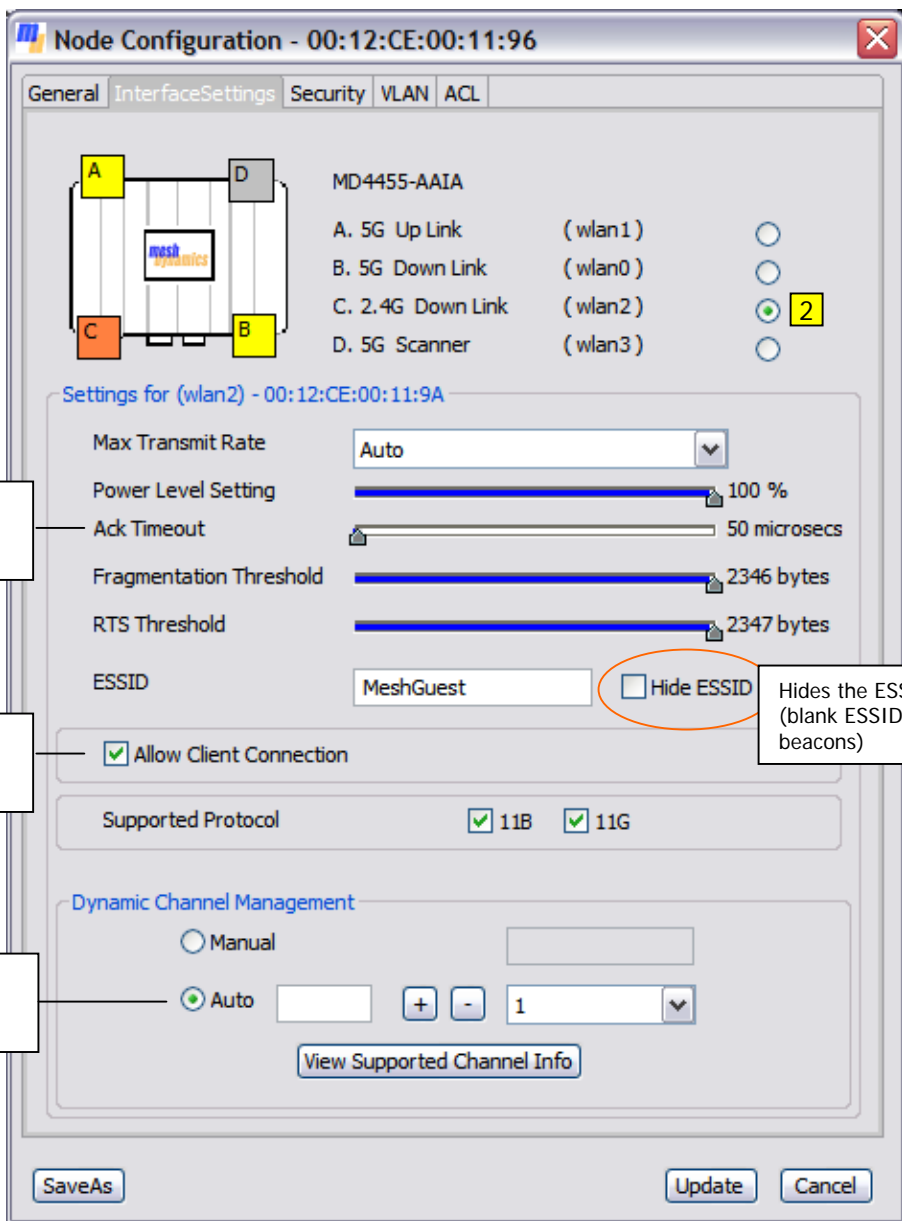 Node Configuration - 00:12:CE:00:11:96
General InterfaceSettings Security VLAN ACL
A D
MD4455-AAIA
A. 5G Up Link (wlan1)
mesh dynamics
B. 5G Down Link (wlan0)
C. 2.4G Down Link (wlan2) 2
C B
D. 5G Scanner (wlan3)
Settings for (wlan2) - 00:12:CE:00:11:9A
Max Transmit Rate Auto
Power Level Setting 100 %
Ack Timeout 50 microsecs
Fragmentation Threshold 2346 bytes
RTS Threshold 2347 bytes
ESSID MeshGuest Hide ESSID
Hides the ESS
(blank ESSID
beacons)
Allow Client Connection
Supported Protocol 11B 11G
Dynamic Channel Management
Manual
Auto + - 1
View Supported Channel Info
SaveAs Update Cancel